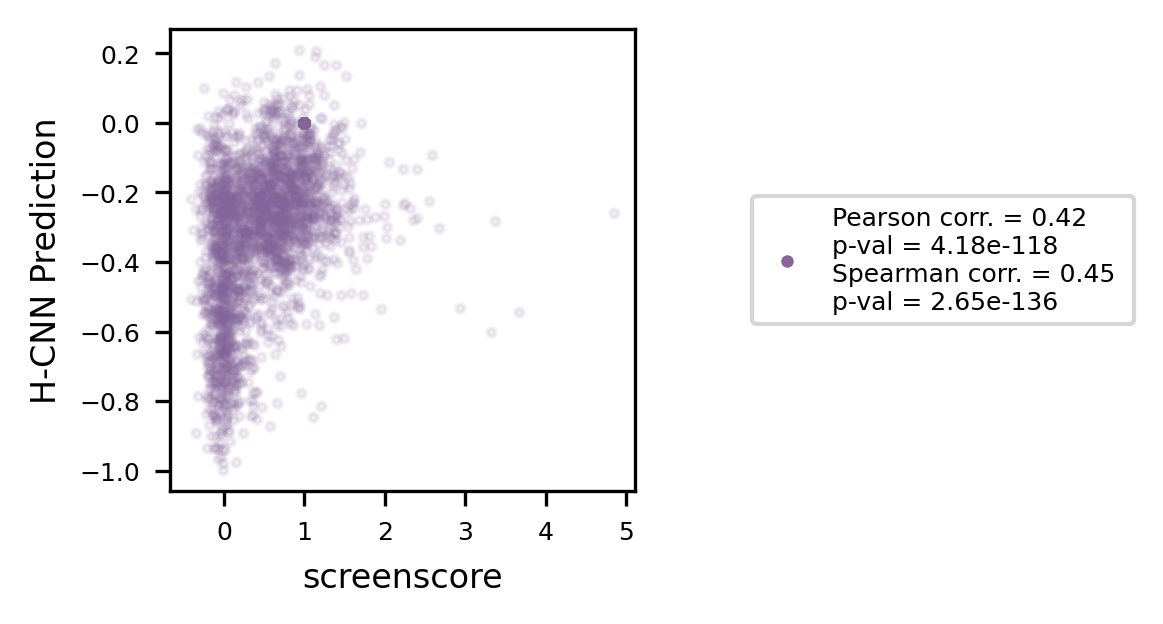 H-CNN Prediction
0.2
0.0
−0.2
−0.4
−0.6
−0.8
−1.0
0 1 2 3 4 5
screenscore
Pearson corr. = 0.42
p-val = 4.18e-118
Spearman corr. = 0.45
p-val = 2.65e-136